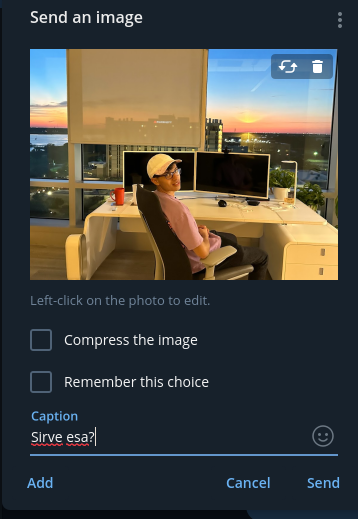 Send an image
Left-click on the photo to edit.
Compress the image
Remember this choice
Caption
Sirve esa?
Add Cancel Send